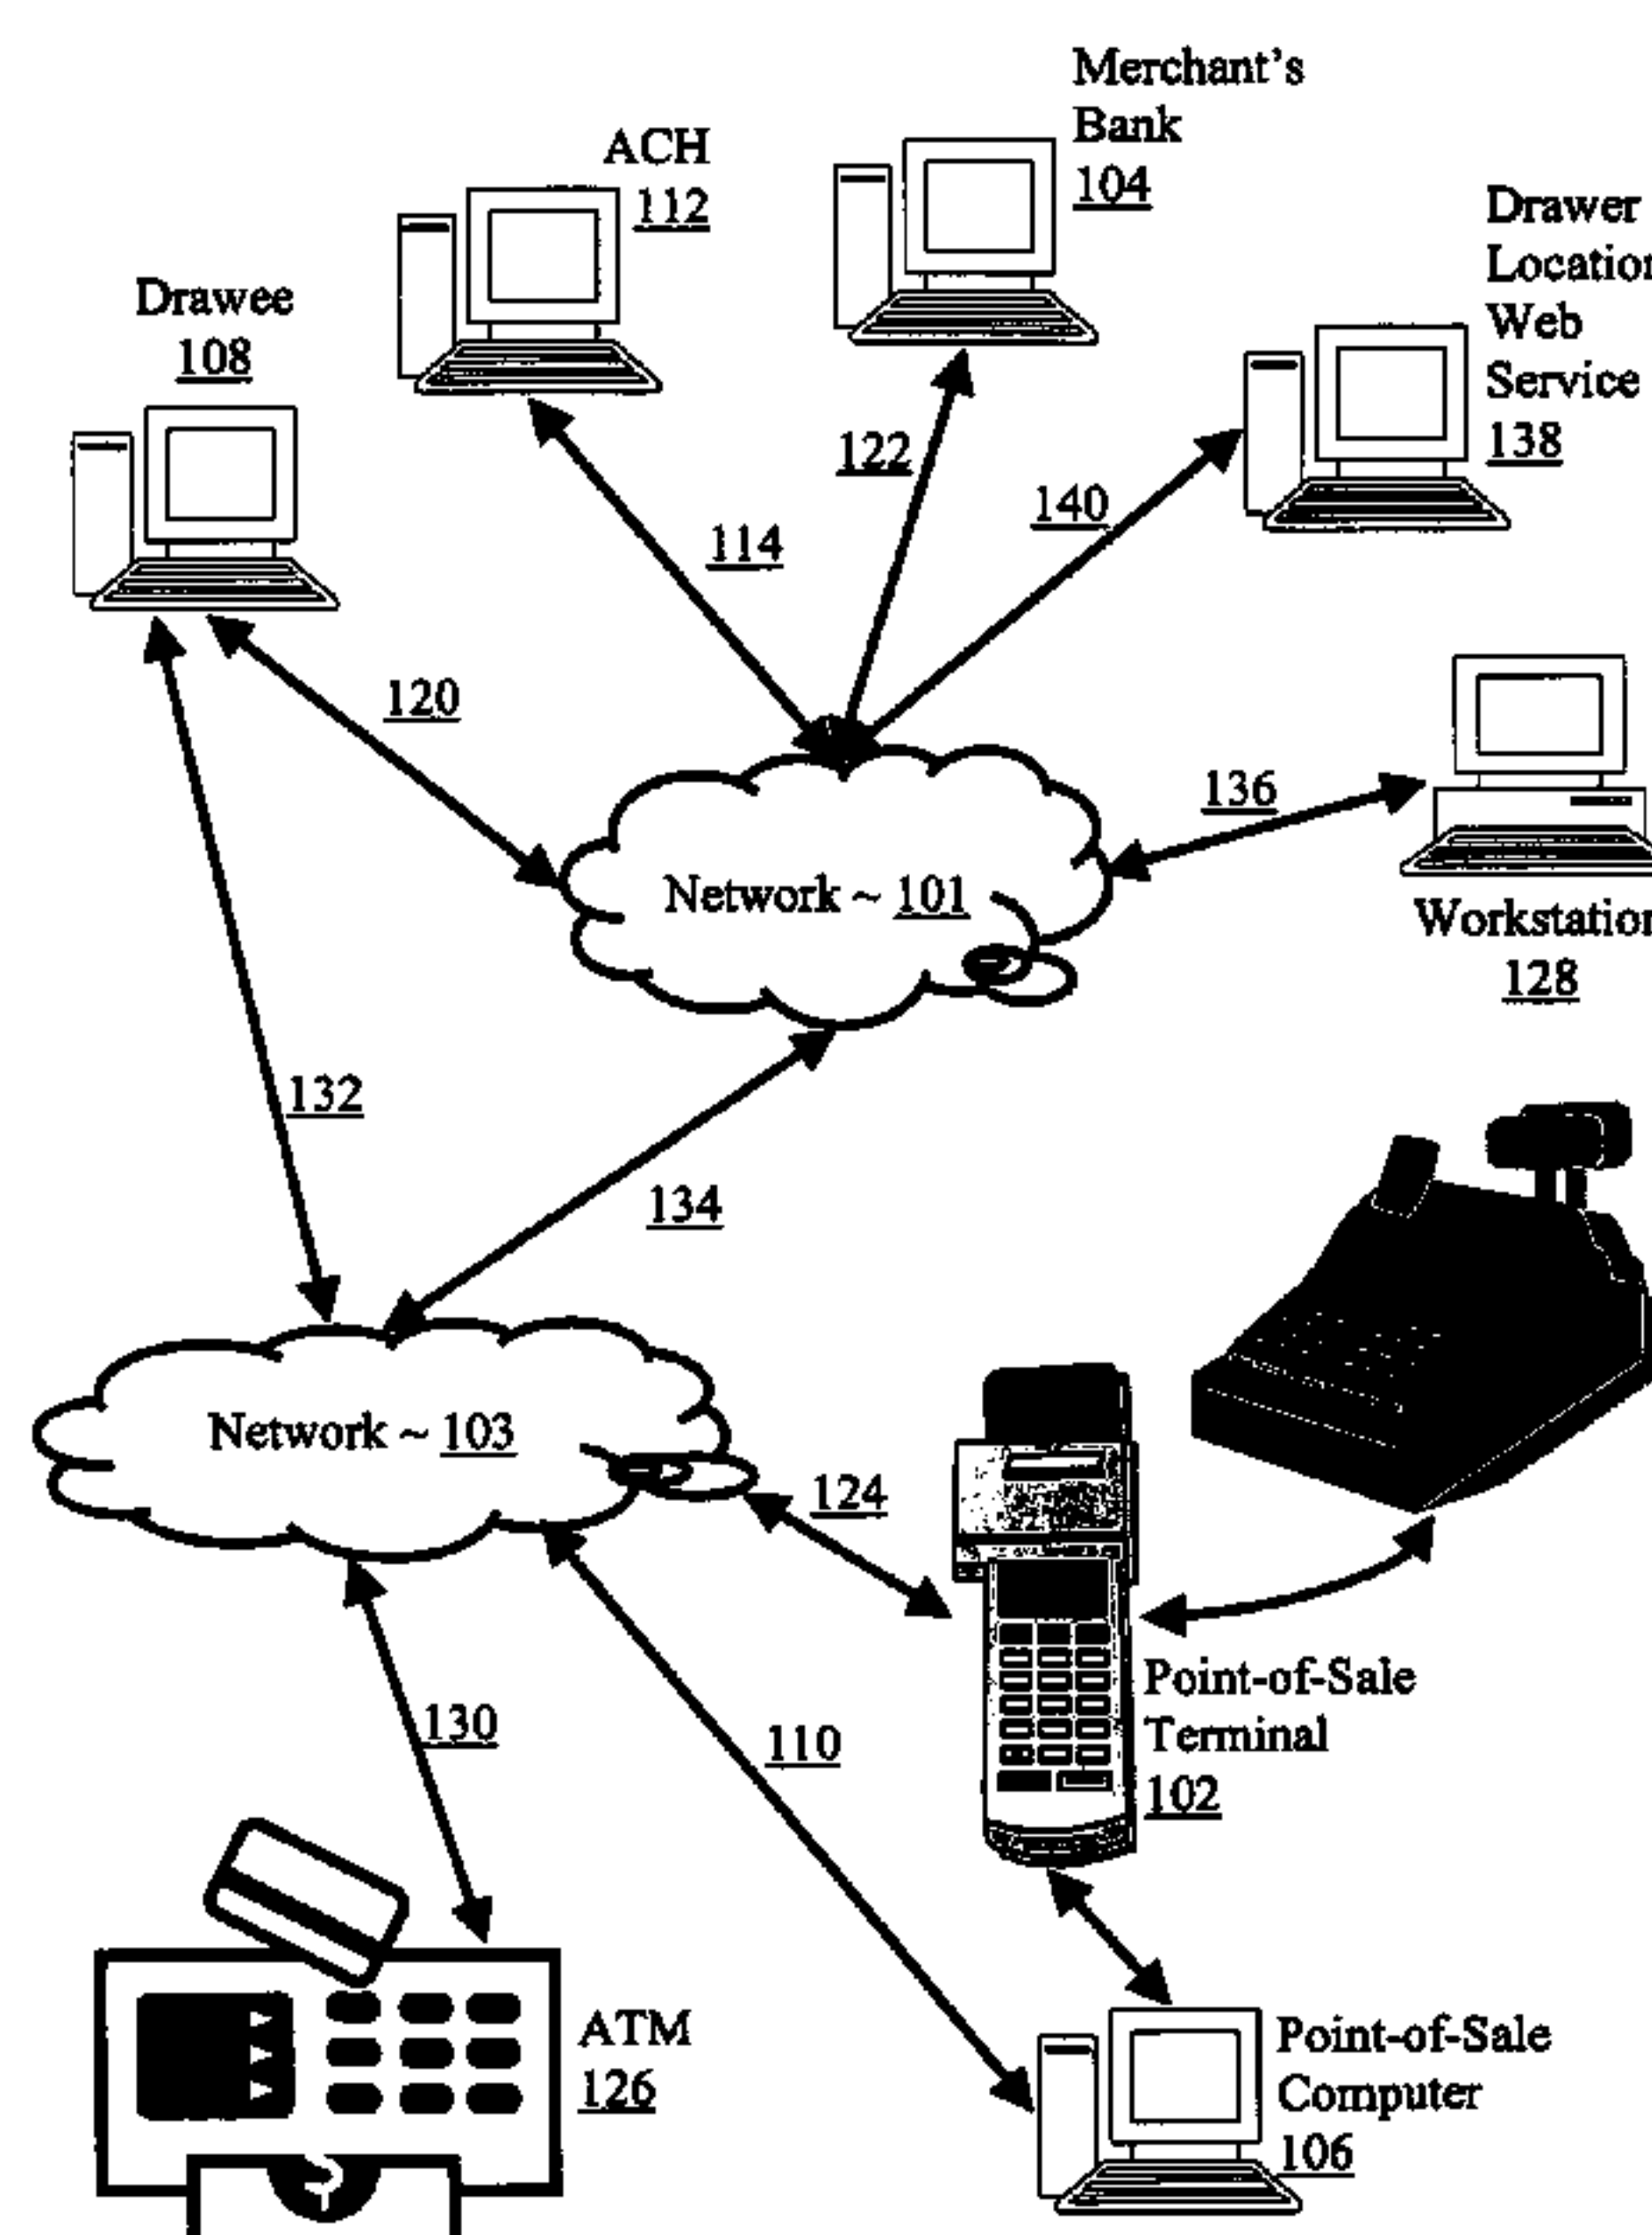 Merchant's
Bank
104
ACH
112
Drawer
Location
Web
Service
138
Drawee
108
122
140
114
120
136
Network ~ 101
Workstation
128
132
134
Network ~ 103
124
Point-of-Sale
Terminal
102
130
110
ATM
126
Point-of-Sale
Computer
106